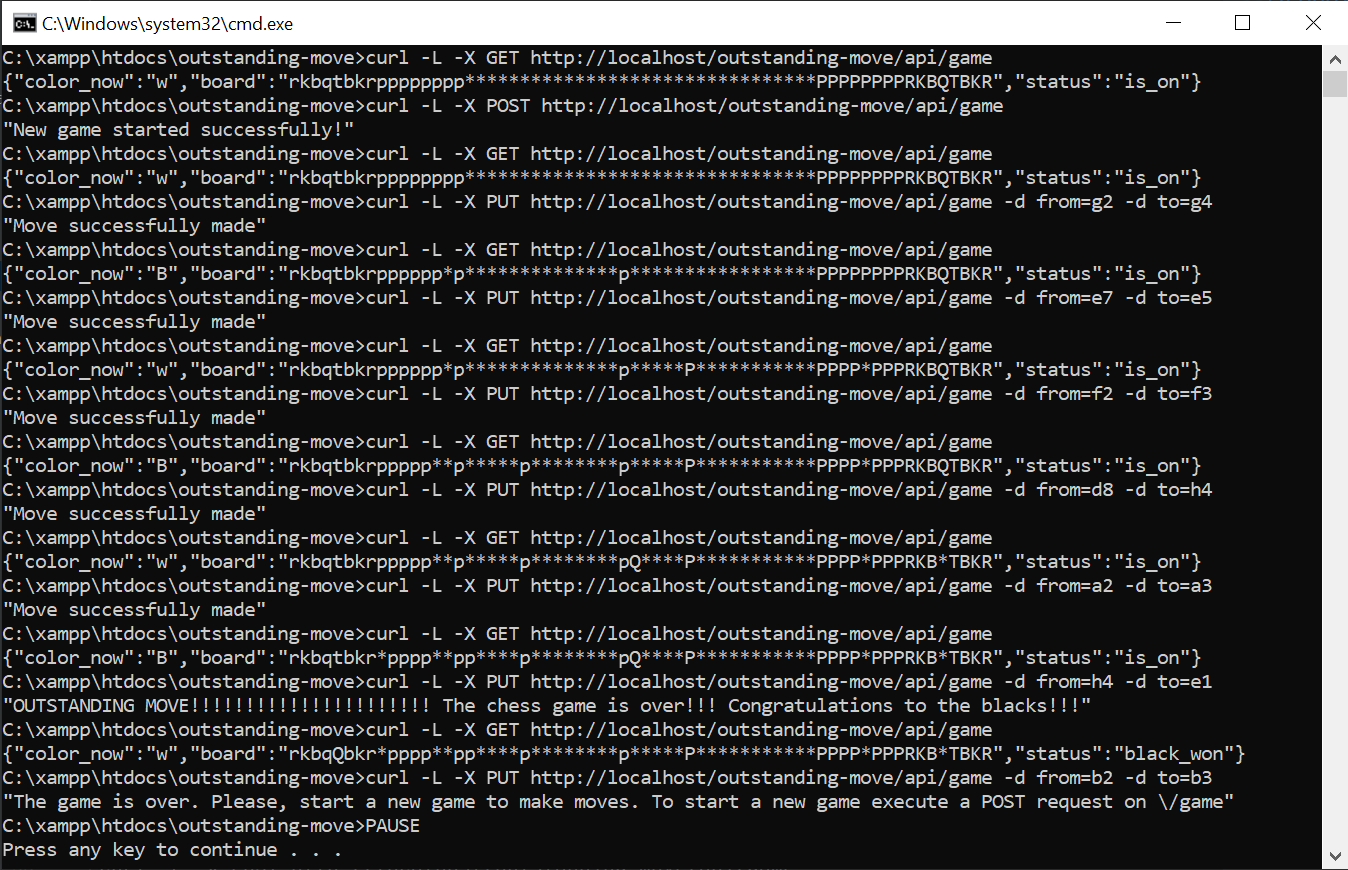 C:\Windows\system32\cmd.exe
C:\xampp\htdocs\outstanding-move>curl -L -X GET http://localhost/outstanding-move/api/game
{"color_now":"w","board":"rkbqtbkrpppppppp********************************PPPPPPPPRKBQTBKR","status":"is_on"}
C:\xampp\htdocs\outstanding-move>curl -L -X POST http://localhost/outstanding-move/api/game
"New game started successfully!"
C:\xampp\htdocs\outstanding-move>curl -L -X GET http://localhost/outstanding-move/api/game
{"color_now":"w","board":"rkbqtbkrpppppppp********************************PPPPPPPPRKBQTBKR","status":"is_on"}
C:\xampp\htdocs\outstanding-move>curl -L -X PUT http://localhost/outstanding-move/api/game -d from=g2 -d to=g4
"Move successfully made"
C:\xampp\htdocs\outstanding-move>curl -L -X GET http://localhost/outstanding-move/api/game
{"color_now":"B","board":"rkbqtbkrpppppp*p**************p*****************PPPPPPPPRKBQTBKR","status":"is_on"}
C:\xampp\htdocs\outstanding-move>curl -L -X PUT http://localhost/outstanding-move/api/game -d from=e7 -d to=e5
"Move successfully made"
C:\xampp\htdocs\outstanding-move>curl -L -X GET http://localhost/outstanding-move/api/game
{"color_now":"w","board":"rkbqtbkrpppppp*p**************p*****P***********PPPP*PPPRKBQTBKR","status":"is_on"}
C:\xampp\htdocs\outstanding-move>curl -L -X PUT http://localhost/outstanding-move/api/game -d from=f2 -d to=f3
"Move successfully made"
C:\xampp\htdocs\outstanding-move>curl -L -X GET http://localhost/outstanding-move/api/game
{"color_now":"B","board":"rkbqtbkrppppp**p*****p********p*****P***********PPPP*PPPRKBQTBKR","status":"is_on"}
C:\xampp\htdocs\outstanding-move>curl -L -X PUT http://localhost/outstanding-move/api/game -d from=d8 -d to=h4
"Move successfully made"
C:\xampp\htdocs\outstanding-move>curl -L -X GET http://localhost/outstanding-move/api/game
{"color_now":"w","board":"rkbqtbkrppppp**p*****p********pQ****P***********PPPP*PPPRKB*TBKR","status":"is_on"}
C:\xampp\htdocs\outstanding-move>curl -L -X PUT http://localhost/outstanding-move/api/game -d from=a2 -d to=a3
"Move successfully made"
C:\xampp\htdocs\outstanding-move>curl -L -X GET http://localhost/outstanding-move/api/game
{"color_now":"B","board":"rkbqtbkr*pppp**pp****p********pQ****P***********PPPP*PPPRKB*TBKR","status":"is_on"}
C:\xampp\htdocs\outstanding-move>curl -L -X PUT http://localhost/outstanding-move/api/game -d from=h4 -d to=e1
"OUTSTANDING MOVE!!!!!!!!!!!!!!!!!!!!!! The chess game is over!!! Congratulations to the blacks!!!"
C:\xampp\htdocs\outstanding-move>curl -L -X GET http://localhost/outstanding-move/api/game
{"color_now":"w","board":"rkbqQbkr*pppp**pp****p********p*****P***********PPPP*PPPRKB*TBKR","status":"black_won"}
C:\xampp\htdocs\outstanding-move>curl -L -X PUT http://localhost/outstanding-move/api/game -d from=b2 -d to=b3
"The game is over. Please, start a new game to make moves. To start a new game execute a POST request on \/game"
C:\xampp\htdocs\outstanding-move>PAUSE
Press any key to continue . . .